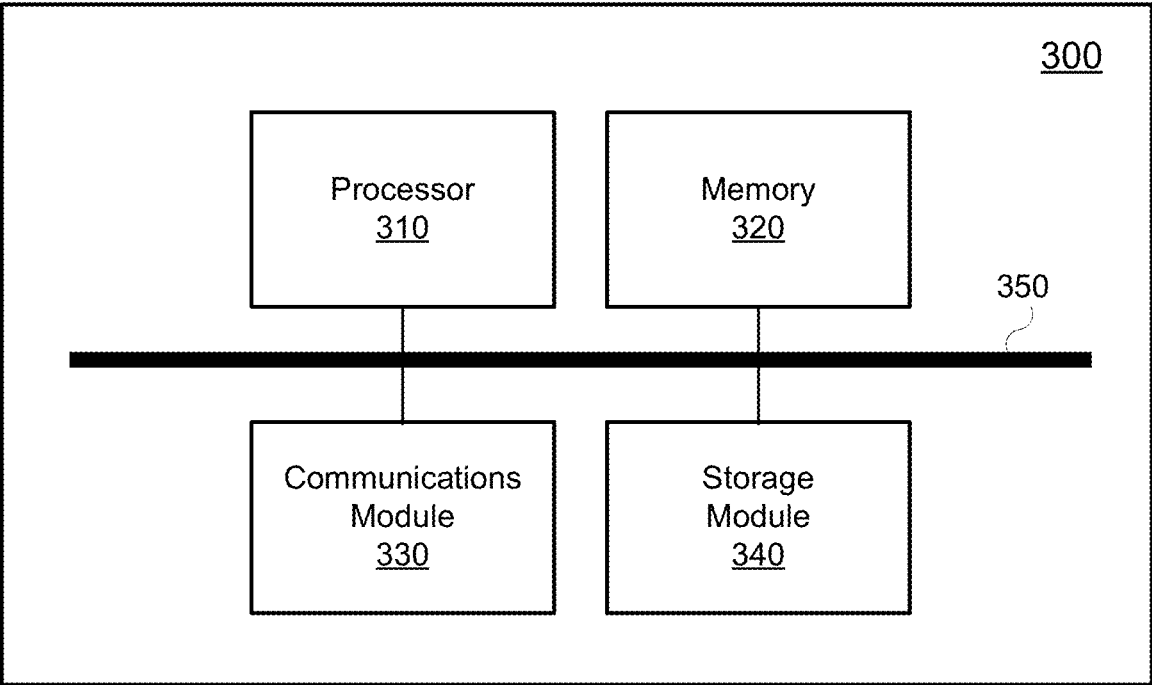 300
Processor
310
Memory
320
350
Communications
Module
330
Storage
Module
340